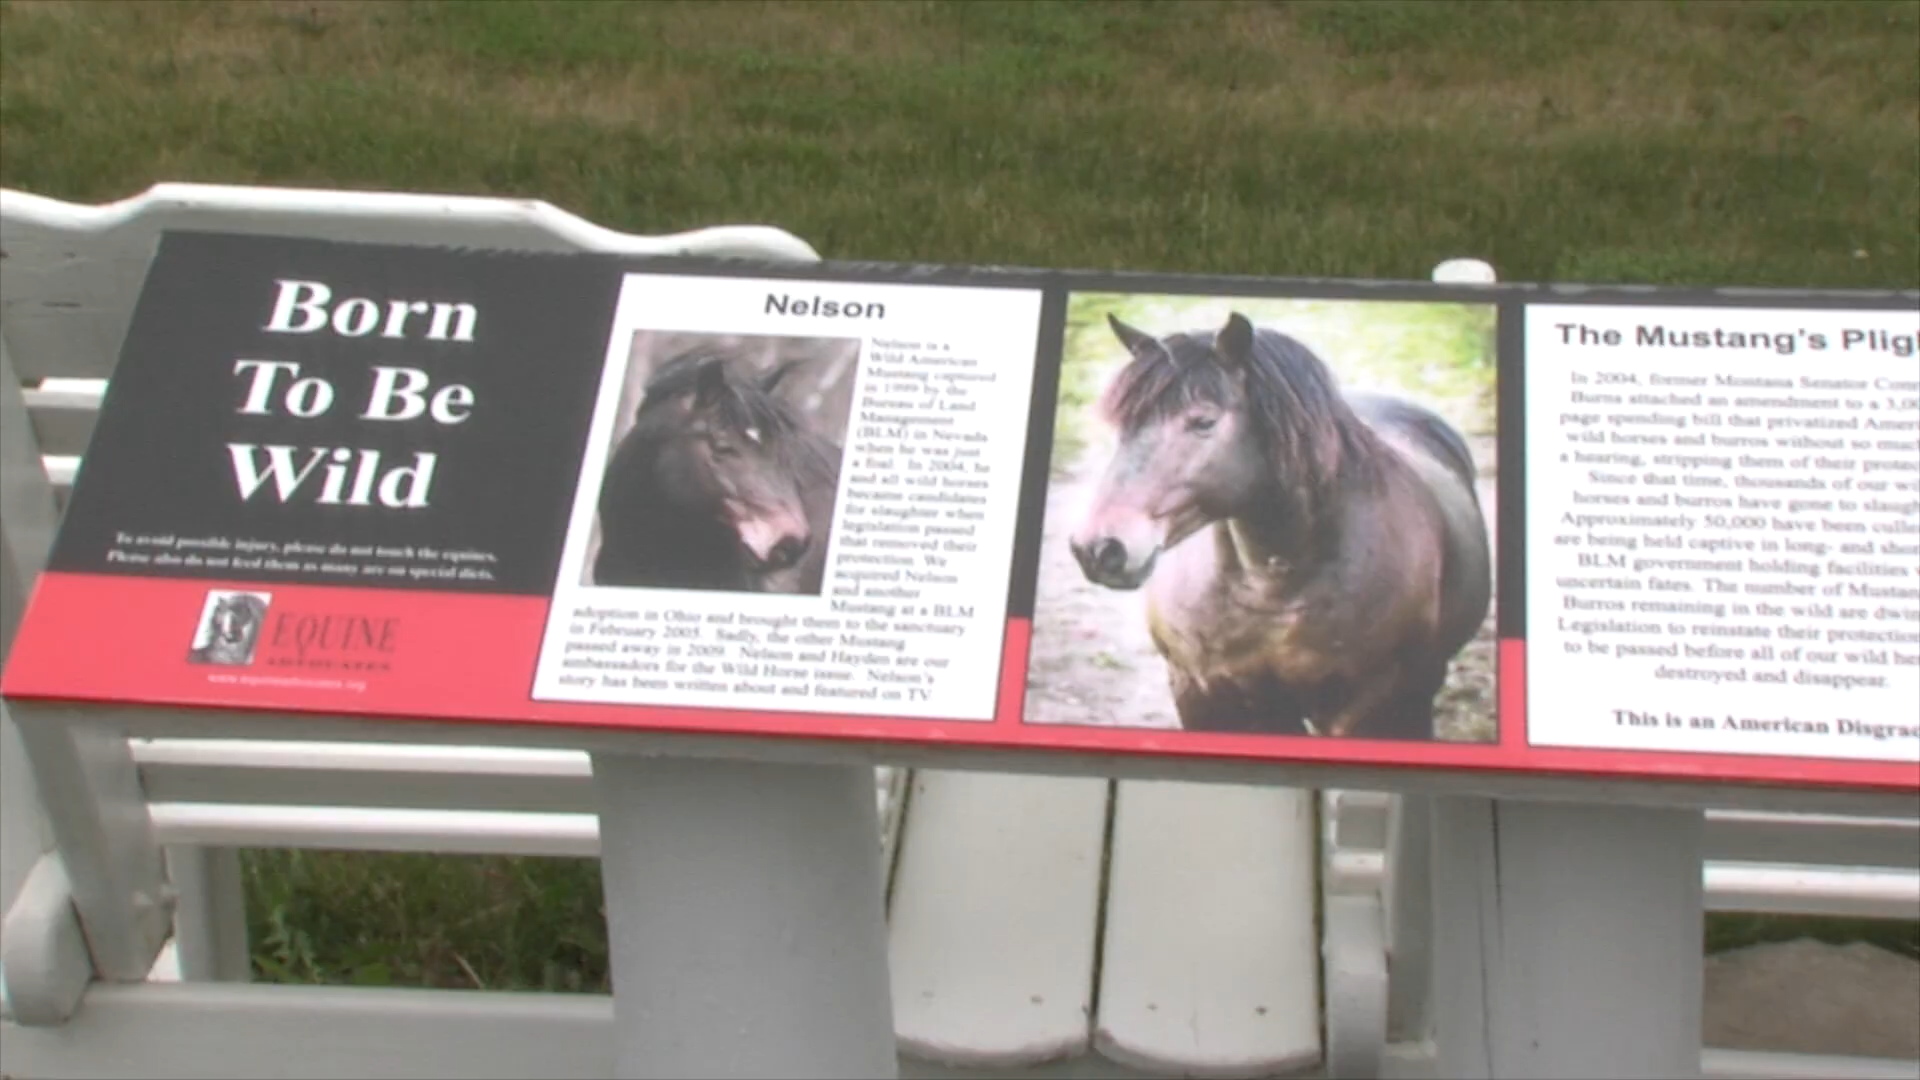 Born
To Be
Wild
To avoid possible injury, please do not touch the equines.
Please also do not feed them as many are on special diets.
EQUINE
ADVOCATES
www.equineadvocates.org
Nelson
Nelson is a
Wild American
Mustang captured
in 1999 by the
Bureau of Land
Management
(BLM) in Nevada
when he was just
a foal. In 2004, he
and all wild horses
became candidates
for slaughter when
legislation passed
that removed their
protection. We
acquired Nelson
and another
Mustang at a BLM
adoption in Ohio and brought them to the sanctuary
in February 2005. Sadly, the other Mustang
passed away in 2009. Nelson and Hayden are our
ambassadors for the Wild Horse issue. Nelson's
story has been written about and featured on TV
The Mustang's Pligh
In 2004, former Montana Senator Con
Burns attached an amendment to a 3,00
page spending bill that privatized Ameri
wild horses and burros without so much
a hearing, stripping them of their protec
Since that time, thousands of our wil
horses and burros have gone to slaugh
Approximately 50,000 have been culle
are being held captive in long- and shor
BLM government holding facilities
uncertain fates. The number of Mustan
Burros remaining in the wild are dwin
Legislation to reinstate their protection
to be passed before all of our wild he
destroyed and disappear.
This is an American Disgrac